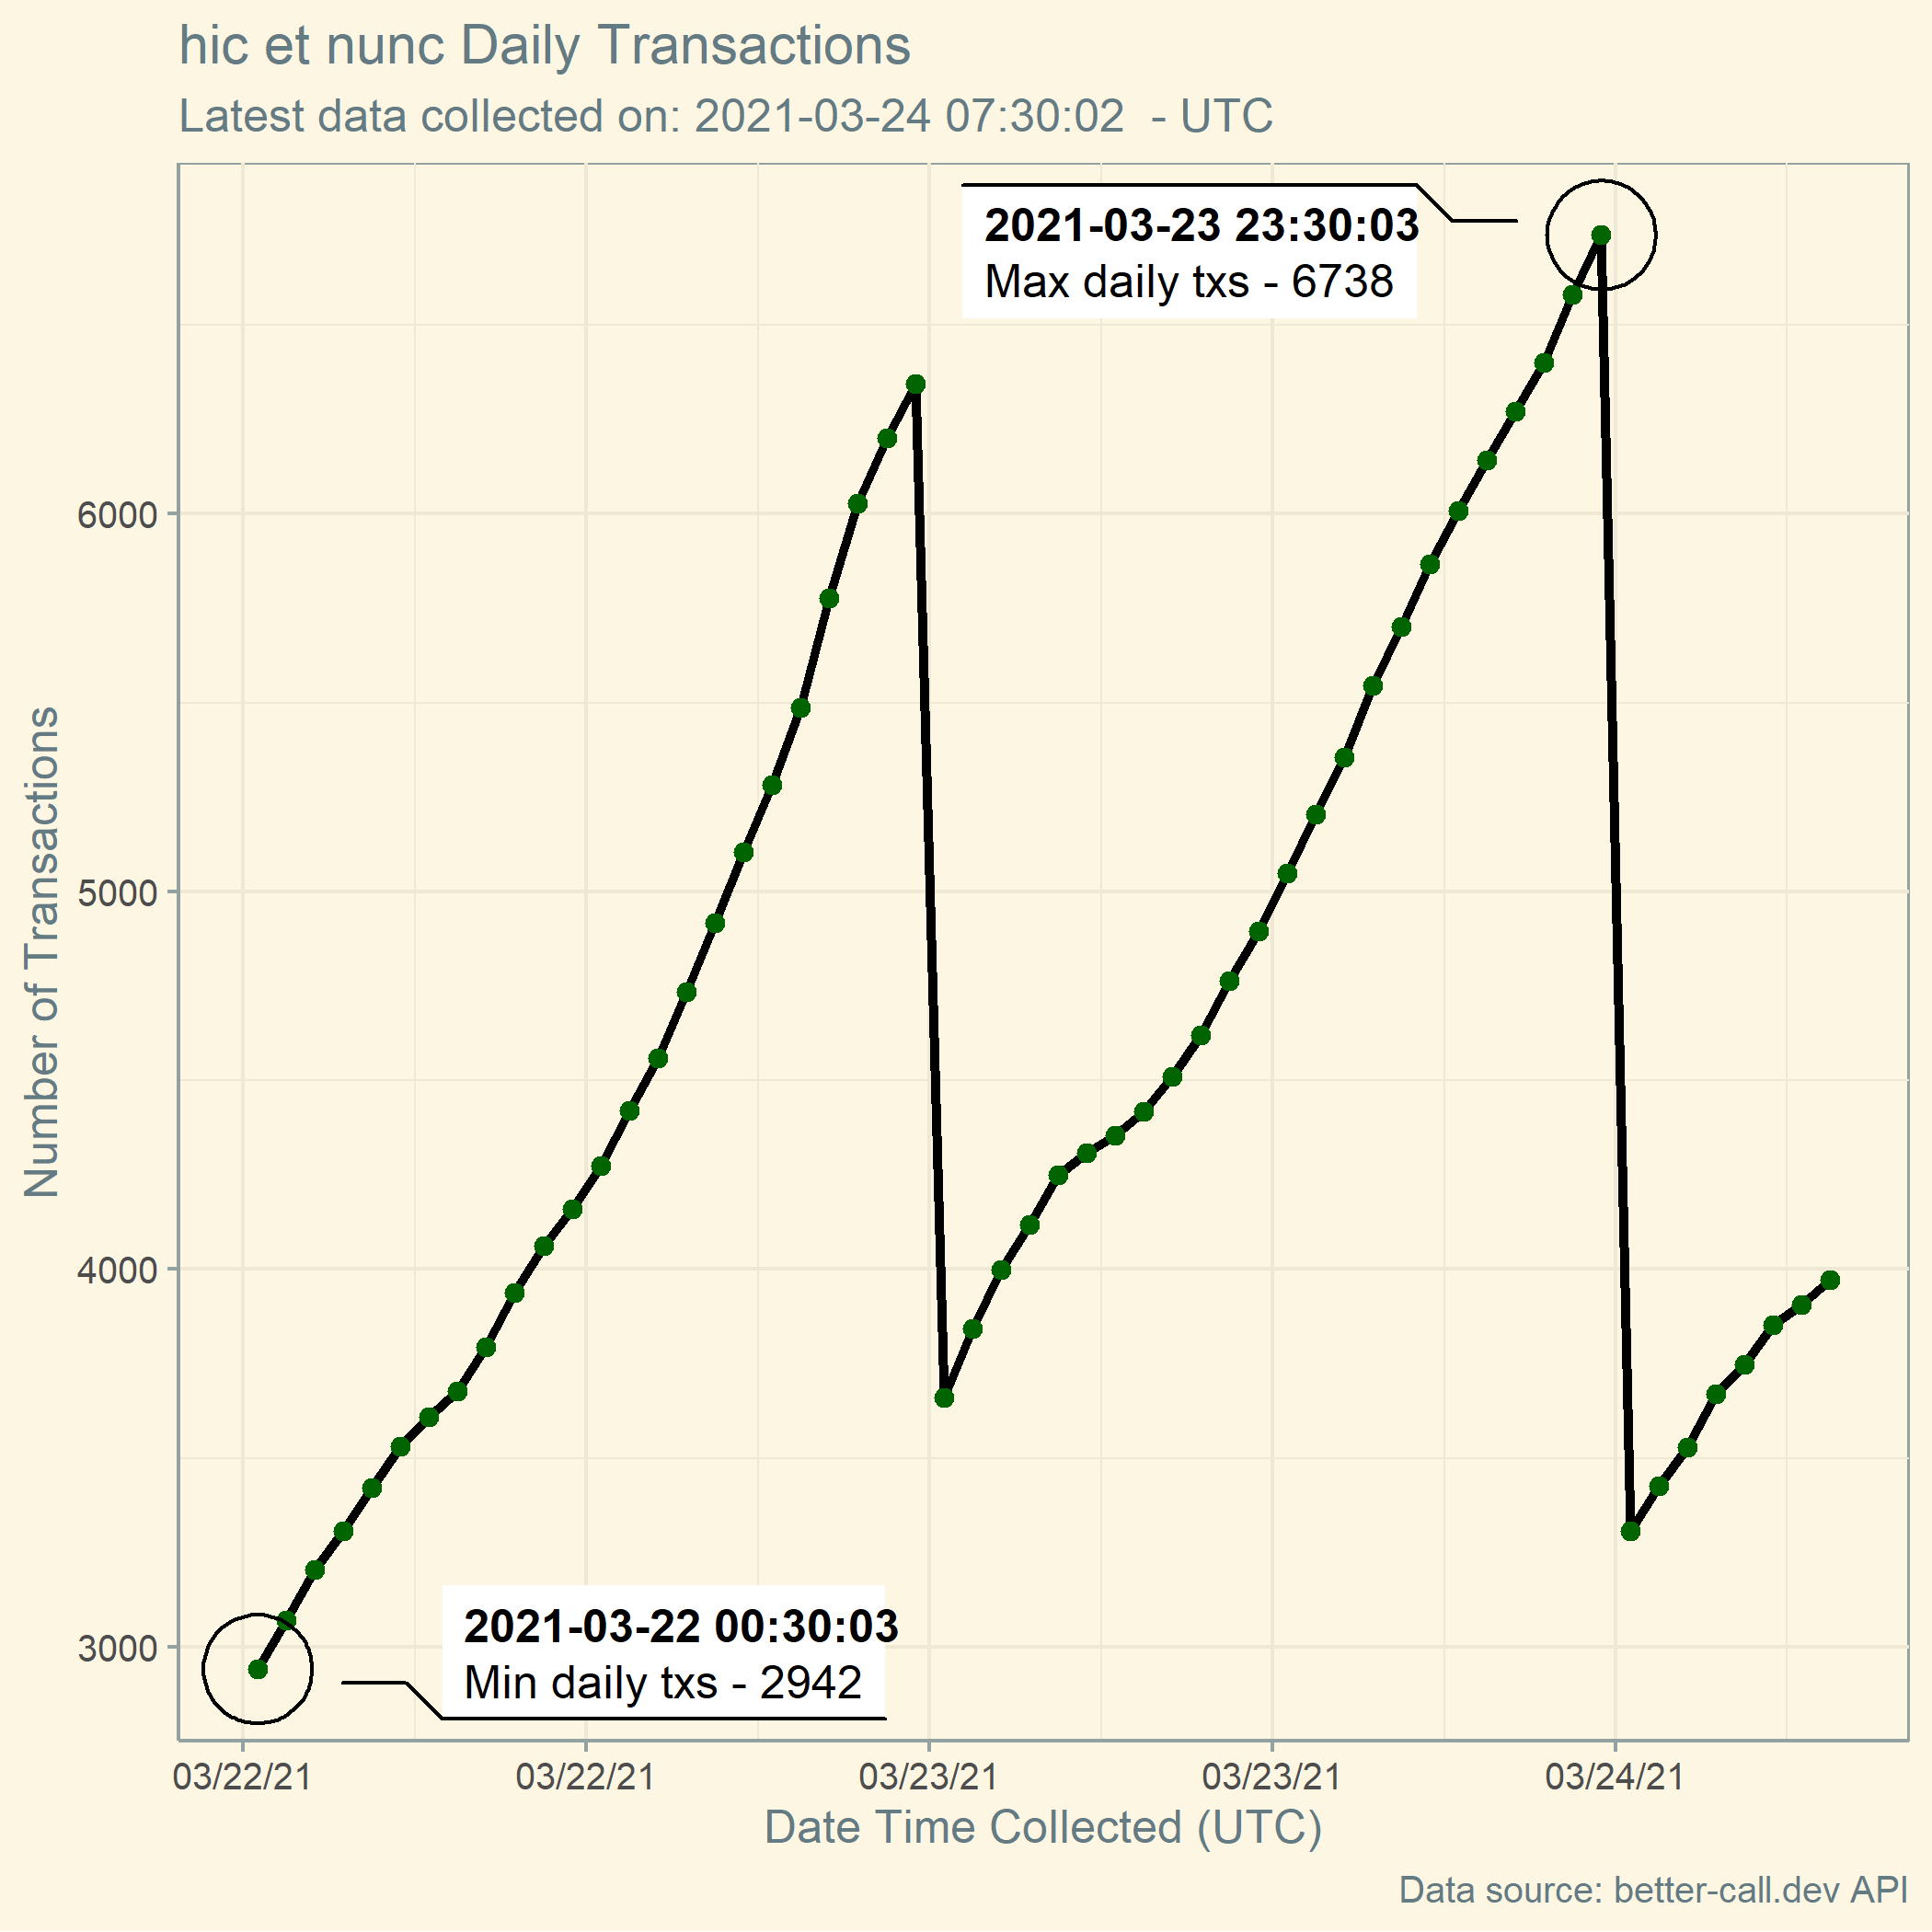 hic et nunc Daily Transactions
Latest data collected on: 2021-03-24 07:30:02  - UTC
2021-03-23 23:30:03
Max daily txs - 6738
6000
5000
4000
3000
Number of Transactions
2021-03-22 00:30:03
Min daily txs - 2942
03/22/21 03/22/21 03/23/21 03/23/21 03/24/21
Date Time Collected (UTC)
Data source: better-call.dev API